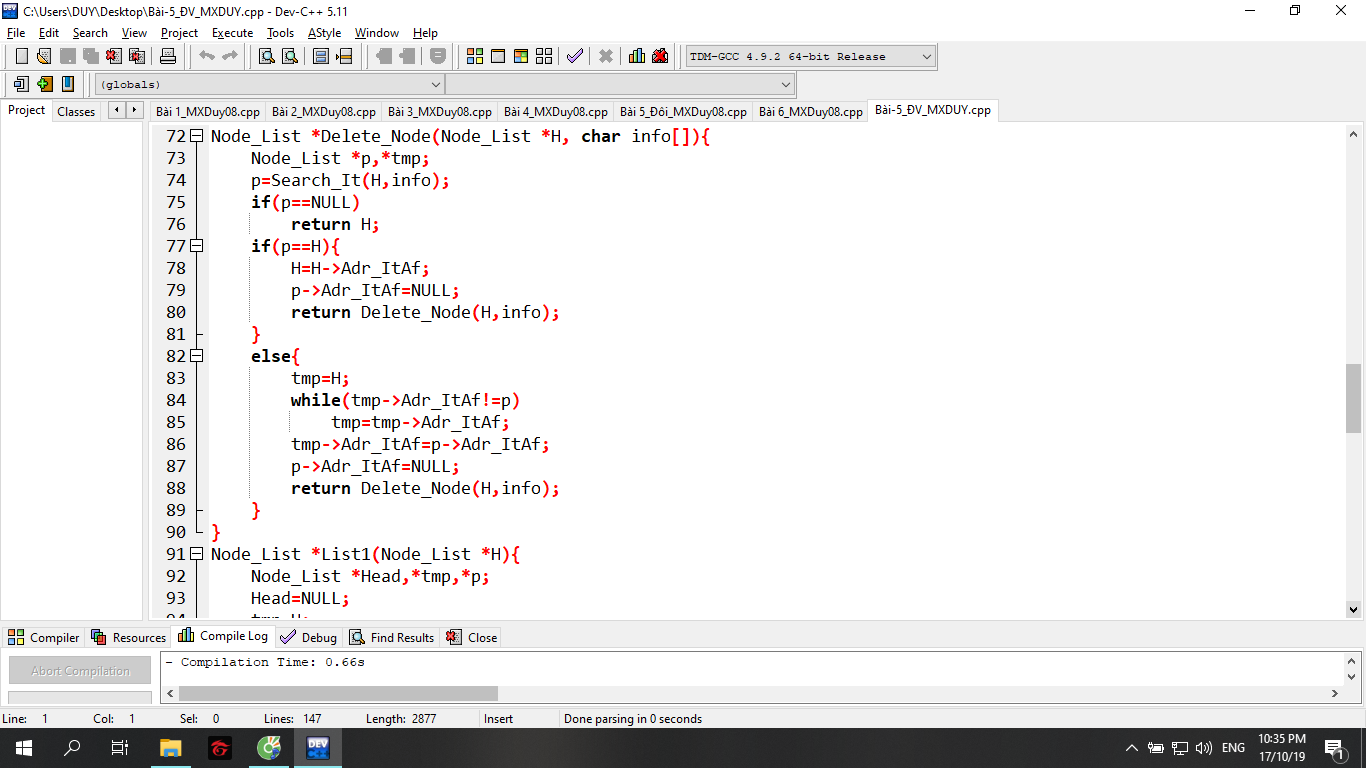 C:\Users\DUY\Desktop\Bài-5_ĐV_MXDUY.cpp - Dev-C++ 5.11
File Edit Search View Project Execute Tools AStyle Window Help
TDM-GCC 4.9.2 64-bit Release
(globals)
Project Classes Bài 1_MXDuy08.cpp Bài 2_MXDuy08.cpp Bài 3_MXDuy08.cpp Bài 4_MXDuy08.cpp Bài 5_Đôi_MXDuy08.cpp Bài 6_MXDuy08.cpp Bài-5_ĐV_MXDUY.cpp
72 Node_List *Delete_Node(Node_List *H, char info[]){
73 Node_List *p,*tmp;
74 p=Search_It(H,info);
75 if(p==NULL)
76 return H;
77 if(p==H){
78 H=H->Adr_ItAf;
79 p->Adr_ItAf=NULL;
80 return Delete_Node(H,info);
81 }
82 else{
83 tmp=H;
84 while(tmp->Adr_ItAf!=p)
85 tmp=tmp->Adr_ItAf;
86 tmp->Adr_ItAf=p->Adr_ItAf;
87 p->Adr_ItAf=NULL;
88 return Delete_Node(H,info);
89 }
90 }
91 Node_List *List1(Node_List *H){
92 Node_List *Head,*tmp,*p;
93 Head=NULL;
Compiler Resources Compile Log Debug Find Results Close
Abort Compilation
- Compilation Time: 0.66s
Line: 1 Col: 1 Sel: 0 Lines: 147 Length: 2877 Insert Done parsing in 0 seconds
DEV C++
ENG
10:35 PM
17/10/19
1